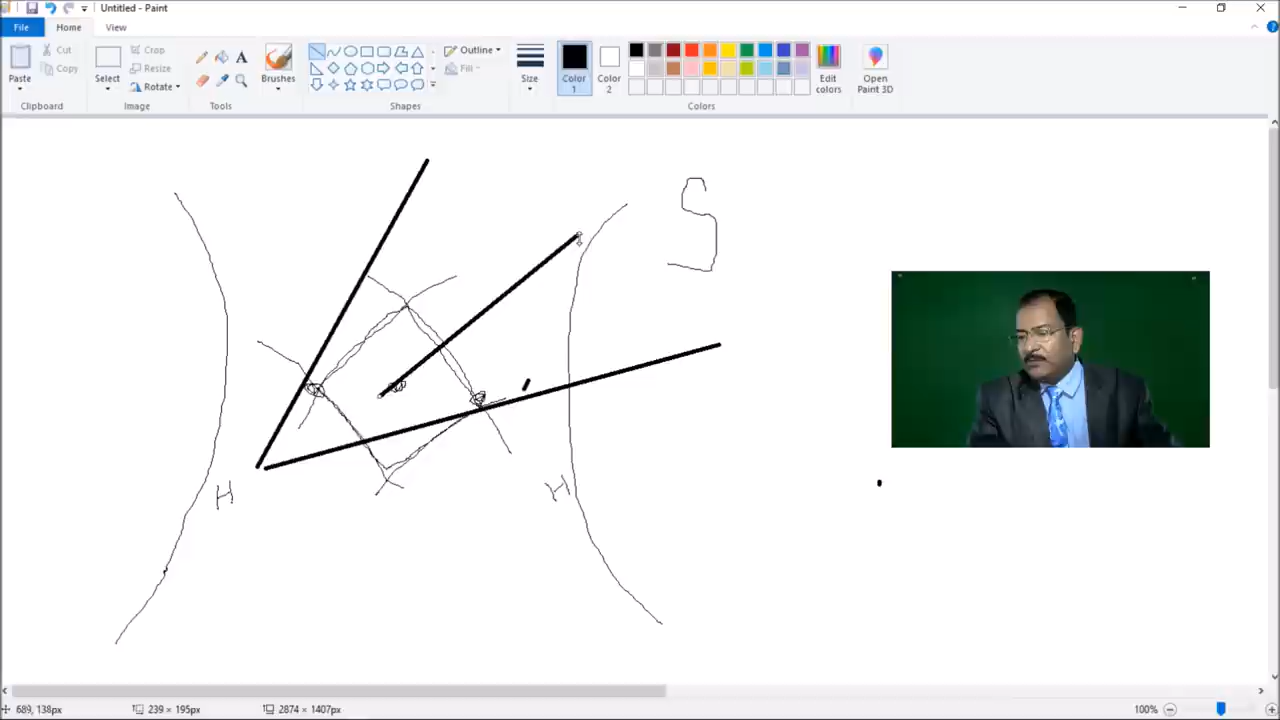 Untitled - Paint
File Home View
Paste Cut Copy Select Crop Resize Rotate Brushes Outline Fill Size Color 1 Color 2 Edit colors Open Paint 3D
Clipboard Image Tools Shapes Colors
S
H H
689, 138px 239 × 195px 2874 × 1407px 100%